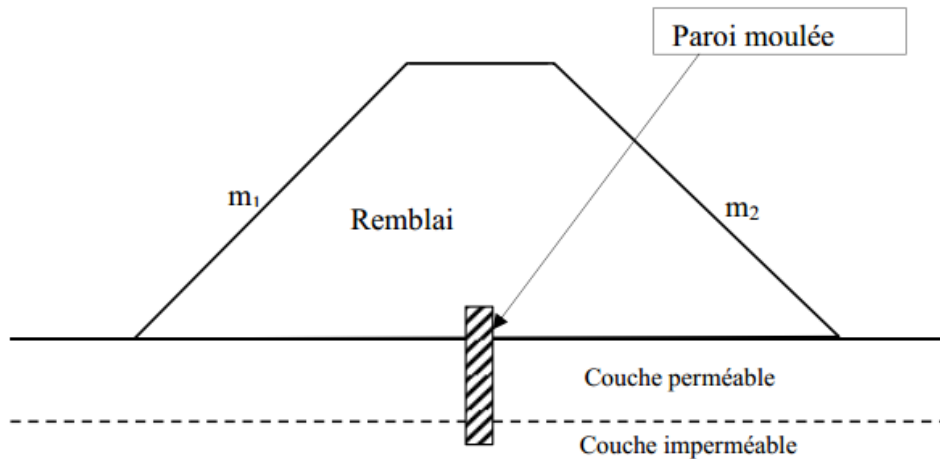 Paroi moulée
m₁
m₂
Remblai
Couche perméable
Couche imperméable